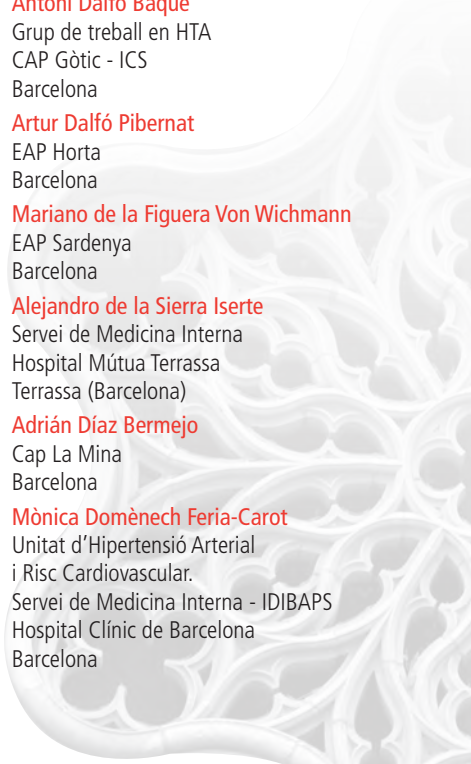 Antoni Dalfó Baqué
Grup de treball en HTA
CAP Gòtic - ICS
Barcelona
Artur Dalfó Pibernat
EAP Horta
Barcelona
Mariano de la Figuera Von Wichmann
EAP Sardenya
Barcelona
Alejandro de la Sierra Iserte
Servei de Medicina Interna
Hospital Mútua Terrassa
Terrassa (Barcelona)
Adrián Díaz Bermejo
Cap La Mina
Barcelona
Mònica Domènech Feria-Carot
Unitat d’Hipertensió Arterial
i Risc Cardiovascular.
Servei de Medicina Interna - IDIBAPS
Hospital Clínic de Barcelona
Barcelona